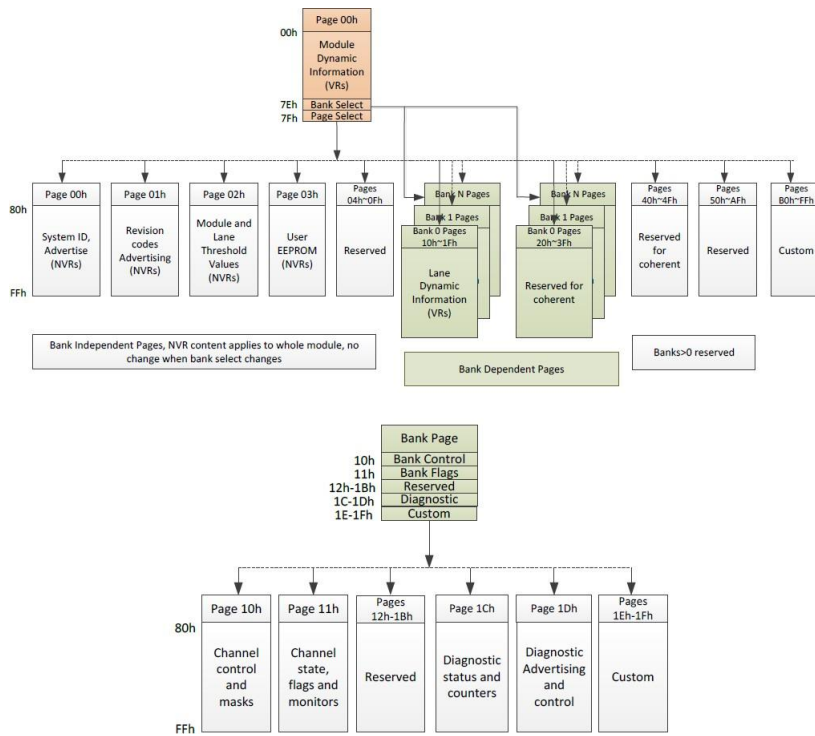 Page 00h
00h
Module
Dynamic
Information
(VRs)
7Eh
Bank Select
7Fh
Page Select
Page 00h
Page 01h
Page 02h
Page 03h
Pages
04h~0Fh
Bank N Pages
Bank 1 Pages
Bank 0 Pages
10h~1Fh
Bank N Pages
Bank 1 Pages
Bank 0 Pages
20h~3Fh
Pages
40h~4Fh
Pages
50h~AFh
Pages
B0h~FFh
80h
System ID,
Advertise
(NVRs)
Revision
codes
Advertising
(NVRs)
Module and
Lane
Threshold
Values
(NVRs)
User
EEPROM
(NVRs)
Reserved
Lane
Dynamic
Information
(VRs)
Reserved for
coherent
Reserved
for
coherent
Reserved
Custom
FFh
Bank Independent Pages, NVR content applies to whole module, no
change when bank select changes
Bank Dependent Pages
Banks>0 reserved
Bank Page
10h
Bank Control
11h
Bank Flags
12h-1Bh
Reserved
1C-1Dh
Diagnostic
1E-1Fh
Custom
Page 10h
Page 11h
Pages
12h-1Bh
Page 1Ch
Page 1Dh
Pages
1Eh-1Fh
80h
Channel
control
and
masks
Channel
state,
flags and
monitors
Reserved
Diagnostic
status and
counters
Diagnostic
Advertising
and
control
Custom
FFh